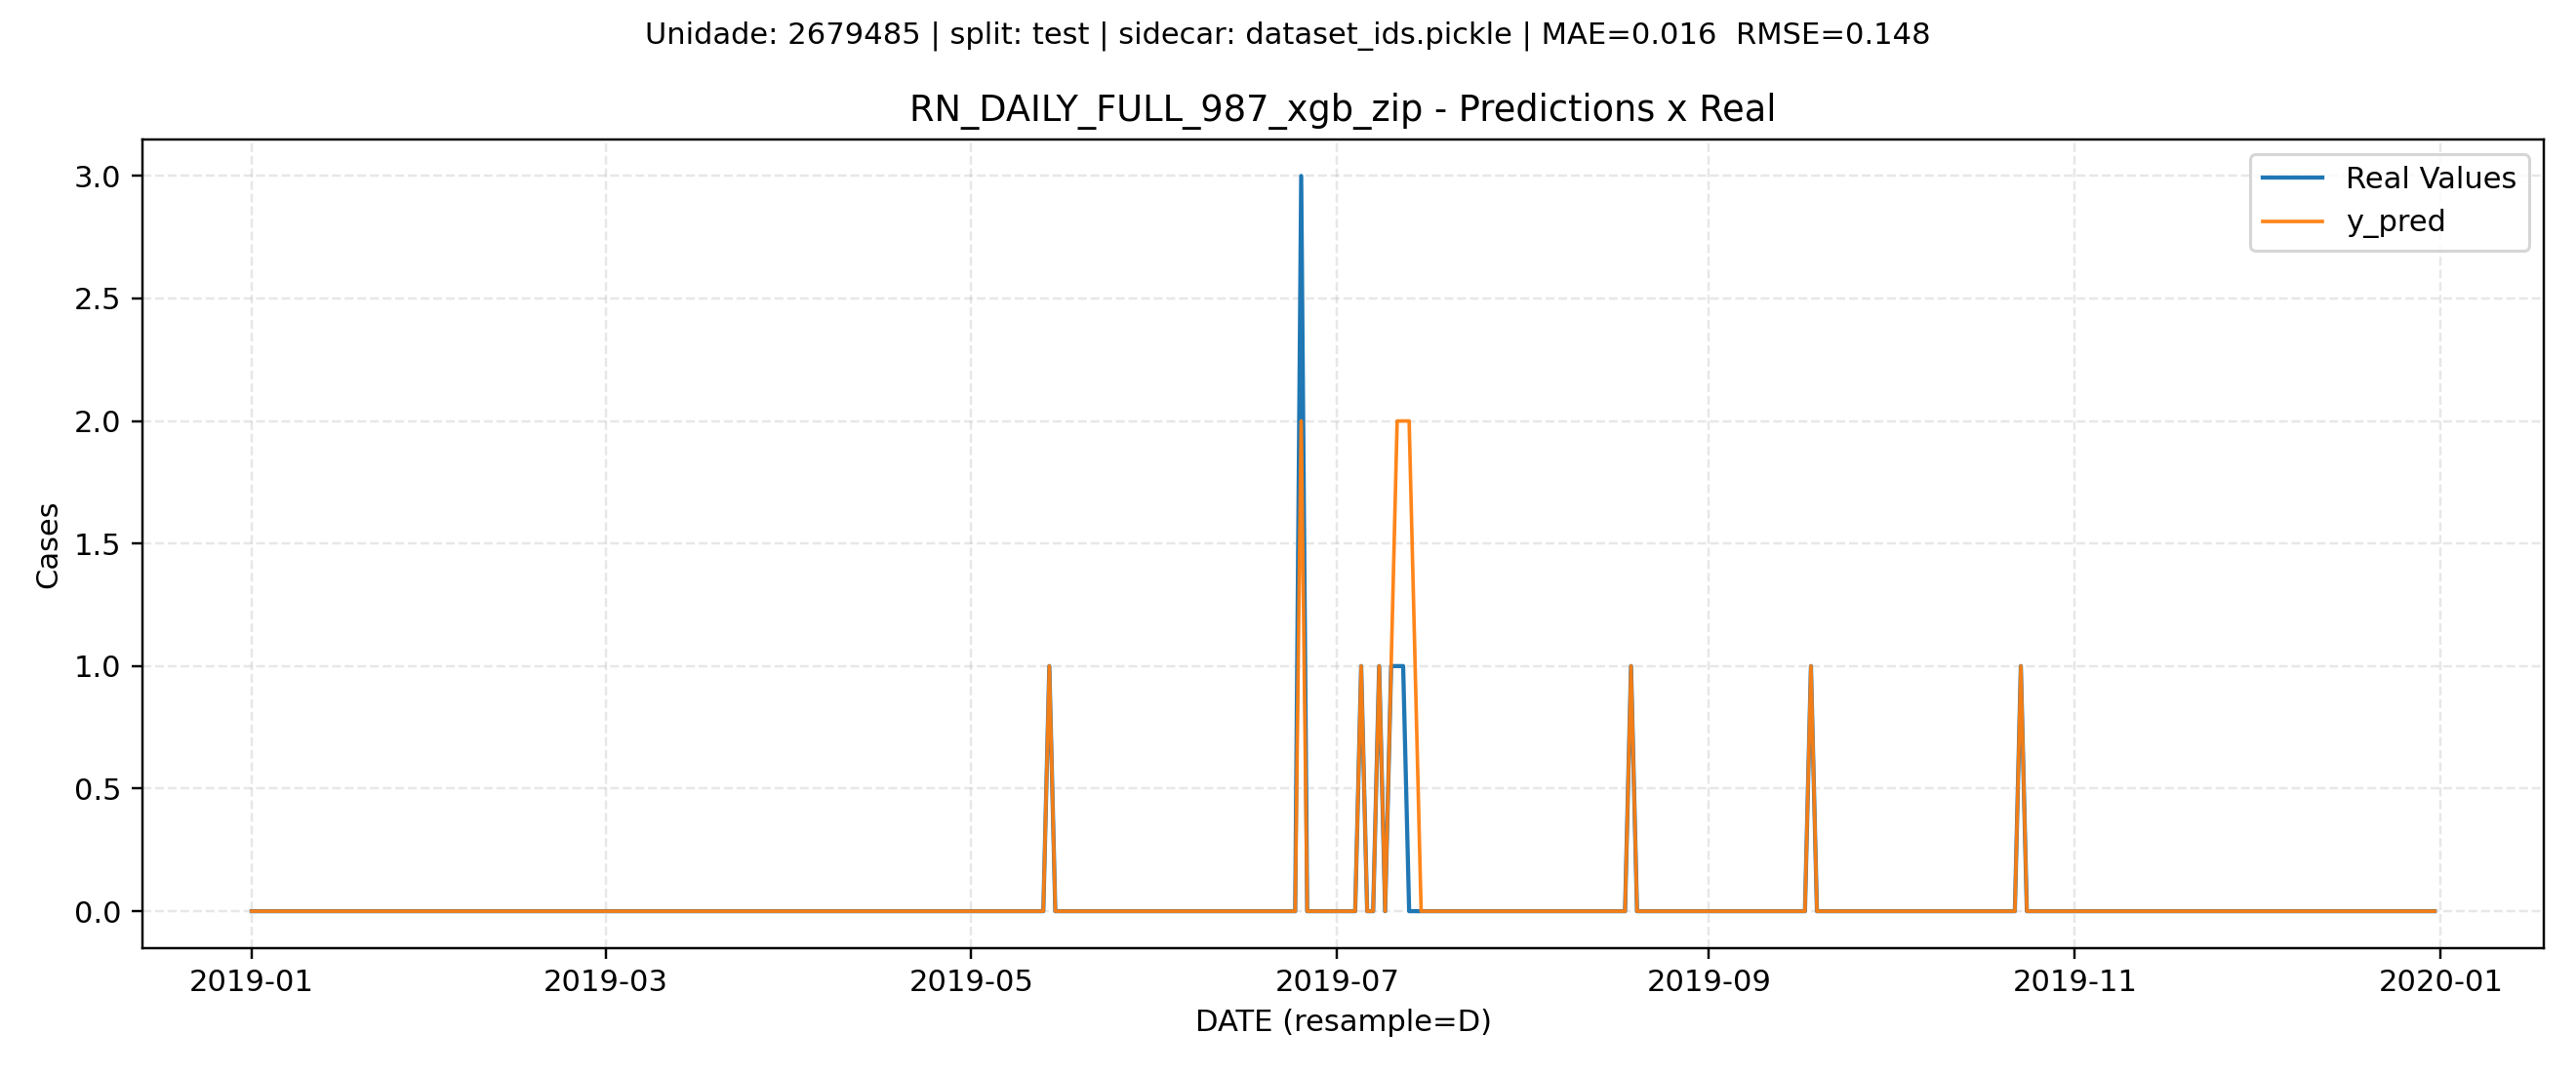 Unidade: 2679485 | split: test | sidecar: dataset_ids.pickle | MAE=0.016  RMSE=0.148
RN_DAILY_FULL_987_xgb_zip - Predictions x Real
Real Values
y_pred
Cases
3.0
2.5
2.0
1.5
1.0
0.5
0.0
2019-01
2019-03
2019-05
2019-07
2019-09
2019-11
2020-01
DATE (resample=D)